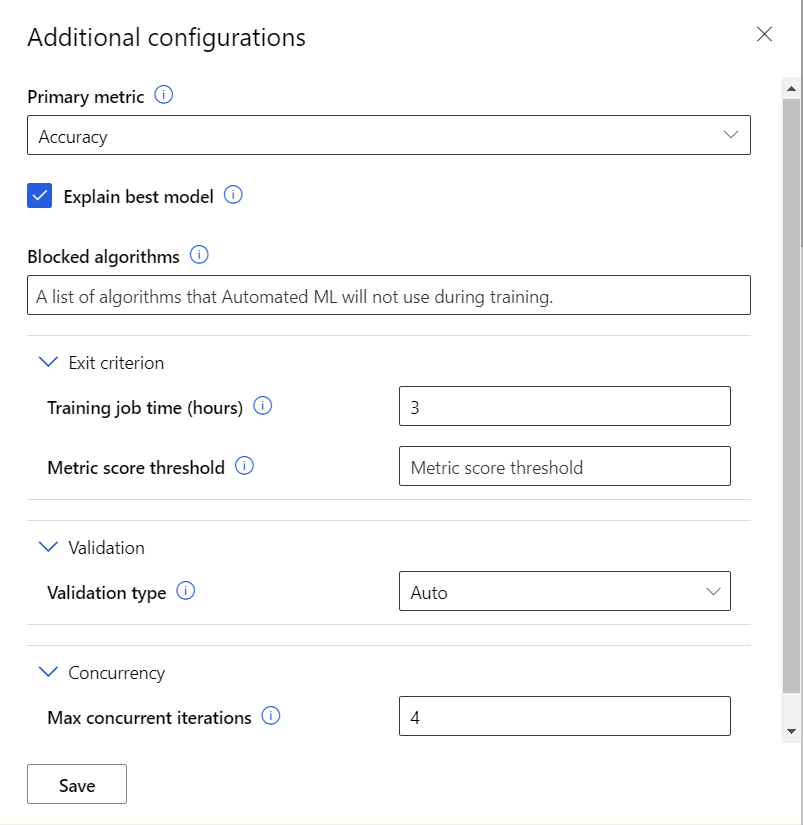 Additional configurations
Primary metric
Accuracy
Explain best model
Blocked algorithms
A list of algorithms that Automated ML will not use during training.
Exit criterion
Training job time (hours)
3
Metric score threshold
Metric score threshold
Validation
Validation type
Auto
Concurrency
Max concurrent iterations
4
Save